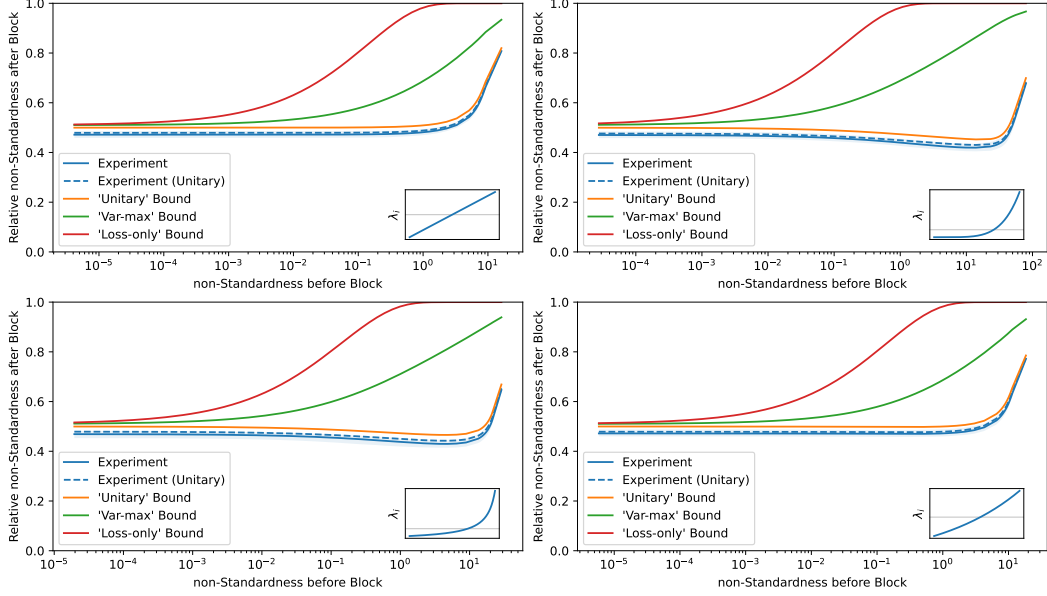 Relative non-Standardness after Block
1.0
0.8
0.6
0.4
0.2
0.0
Experiment
Experiment (Unitary)
'Unitary' Bound
'Var-max' Bound
'Loss-only' Bound
λi
10−5 10−4 10−3 10−2 10−1 100 101
non-Standardness before Block
Relative non-Standardness after Block
1.0
0.8
0.6
0.4
0.2
0.0
Experiment
Experiment (Unitary)
'Unitary' Bound
'Var-max' Bound
'Loss-only' Bound
λi
10−4 10−3 10−2 10−1 100 101 102
non-Standardness before Block
Relative non-Standardness after Block
1.0
0.8
0.6
0.4
0.2
0.0
Experiment
Experiment (Unitary)
'Unitary' Bound
'Var-max' Bound
'Loss-only' Bound
λi
10−5 10−4 10−3 10−2 10−1 100 101
non-Standardness before Block
Relative non-Standardness after Block
1.0
0.8
0.6
0.4
0.2
0.0
Experiment
Experiment (Unitary)
'Unitary' Bound
'Var-max' Bound
'Loss-only' Bound
λi
10−5 10−4 10−3 10−2 10−1 100 101
non-Standardness before Block